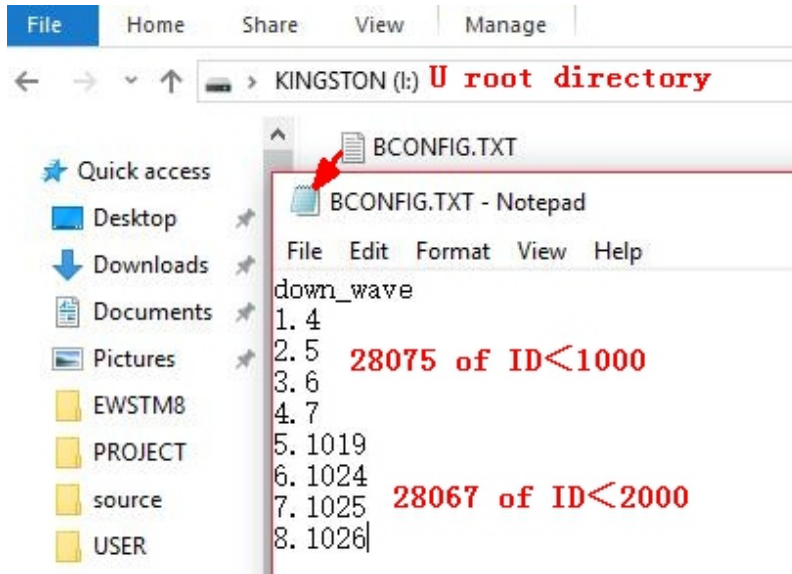 File Home Share View Manage
KINGSTON (I:) U root directory
BCONFIG.TXT
Quick access
Desktop
Downloads
Documents
Pictures
EWSTM8
PROJECT
source
USER
BCONFIG.TXT - Notepad
File Edit Format View Help
down_wave
1. 4
2. 5
3. 6
4. 7
28075 of ID<1000
5. 1019
6. 1024
7. 1025
8. 1026
28067 of ID<2000